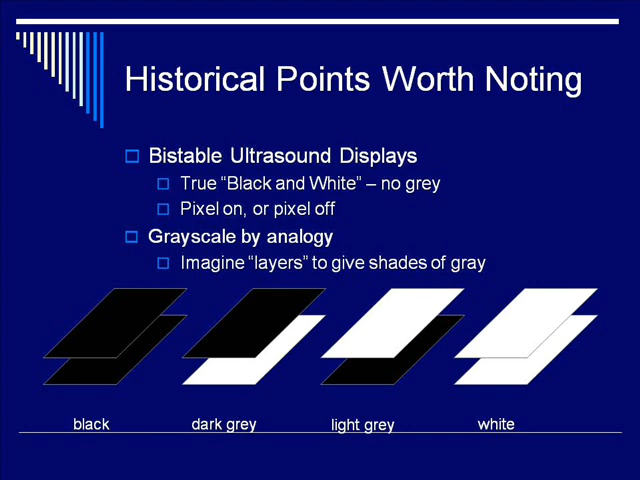 Historical Points Worth Noting
Bistable Ultrasound Displays
True “Black and White” – no grey
Pixel on, or pixel off
Grayscale by analogy
Imagine “layers” to give shades of gray
black
dark grey
light grey
white